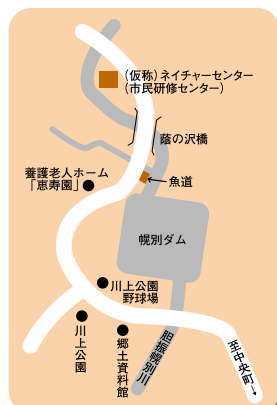 (仮称)ネイチャーセンター
(市民研修センター)
蔭の沢橋
養護老人ホーム
「恵寿園」
魚道
幌別ダム
川上公園
野球場
川上公園
郷土資料館
胆振幌別川
至中央町